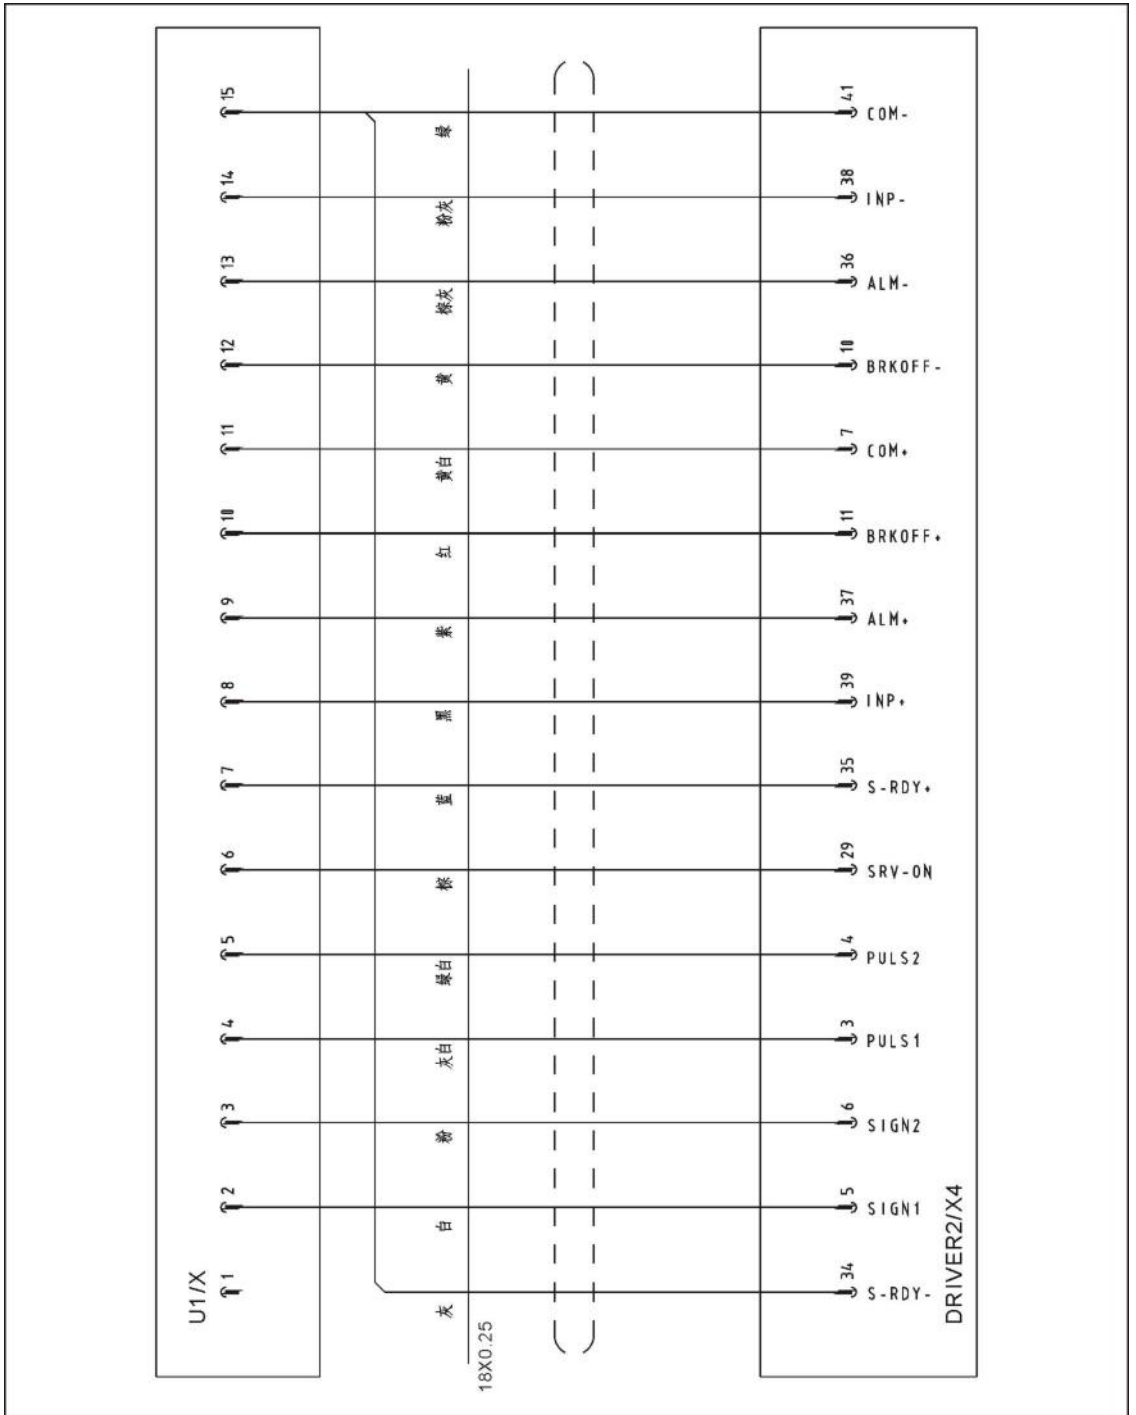 U1/X
15
绿
41
COM-
14
粉灰
38
INP-
13
棕灰
36
ALM-
12
黄
10
BRKOFF-
11
黄白
7
COM+
10
红
11
BRKOFF+
9
紫
37
ALM+
8
黑
39
INP+
7
蓝
35
S-RDY+
6
棕
29
SRV-ON
5
绿白
4
PULS2
4
灰白
3
PULS1
3
粉
6
SIGN2
2
白
5
SIGN1
1
灰
34
S-RDY-
18X0.25
DRIVER2/X4